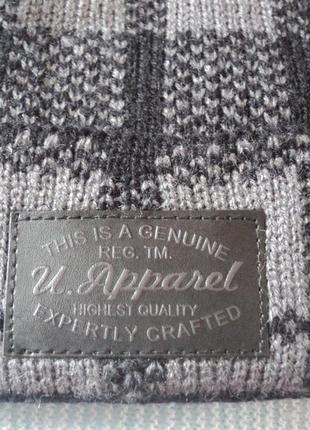 THIS IS A GENUINE
REG. TM.
U. Apparel
HIGHEST QUALITY
EXPERTLY CRAFTED